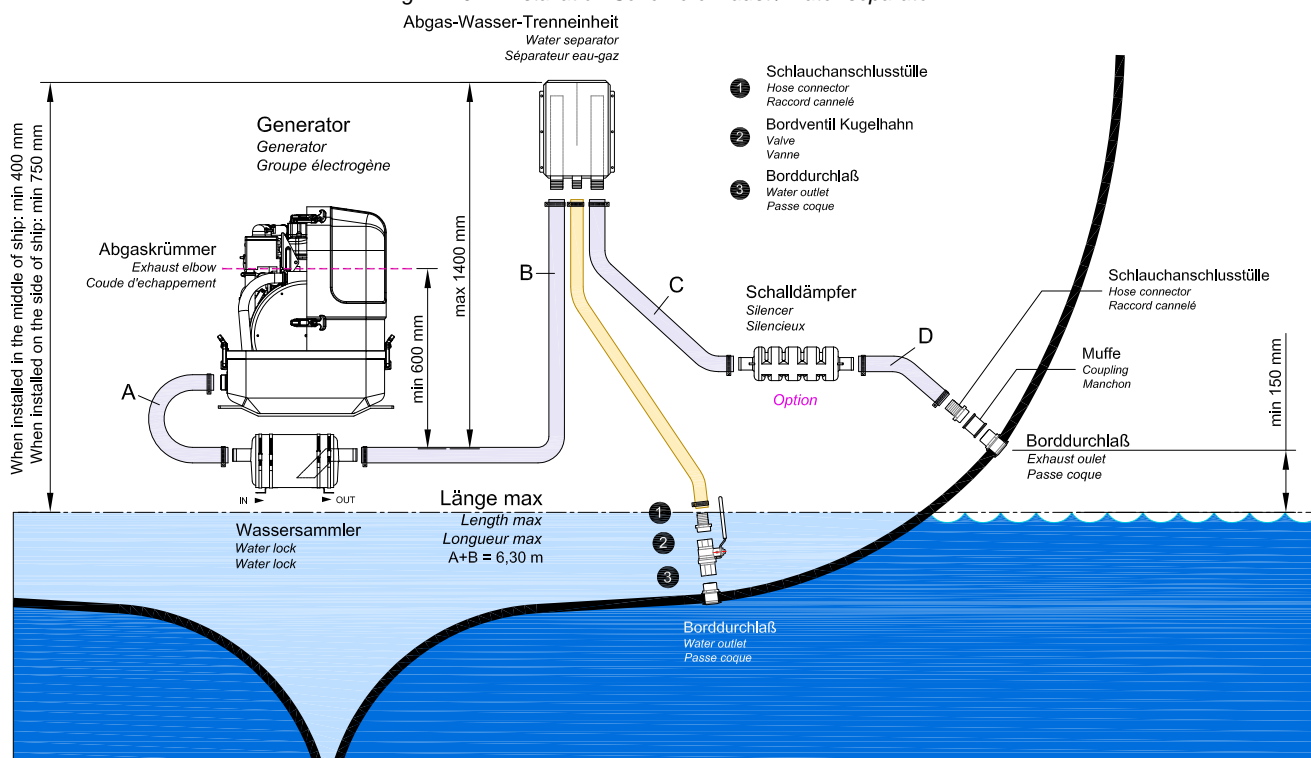 Abgas-Wasser-Trenneinheit
Water separator
Séparateur eau-gaz
1
Schlauchanschlusstülle
Hose connector
Raccord cannelé
2
Bordventil Kugelhahn
Valve
Vanne
3
Borddurchlaß
Water outlet
Passe coque
When installed in the middle of ship: min 400 mm
When installed on the side of ship: min 750 mm
Generator
Generator
Groupe électrogène
Abgaskrümmer
Exhaust elbow
Coude d'echappement
max 1400 mm
min 600 mm
A
B
C
D
Schalldämpfer
Silencer
Silencieux
Option
Schlauchanschlusstülle
Hose connector
Raccord cannelé
Muffe
Coupling
Manchon
min 150 mm
Borddurchlaß
Exhaust oulet
Passe coque
IN
OUT
Wassersammler
Water lock
Water lock
Länge max
Length max
Longueur max
A+B = 6,30 m
1
2
3
Borddurchlaß
Water outlet
Passe coque